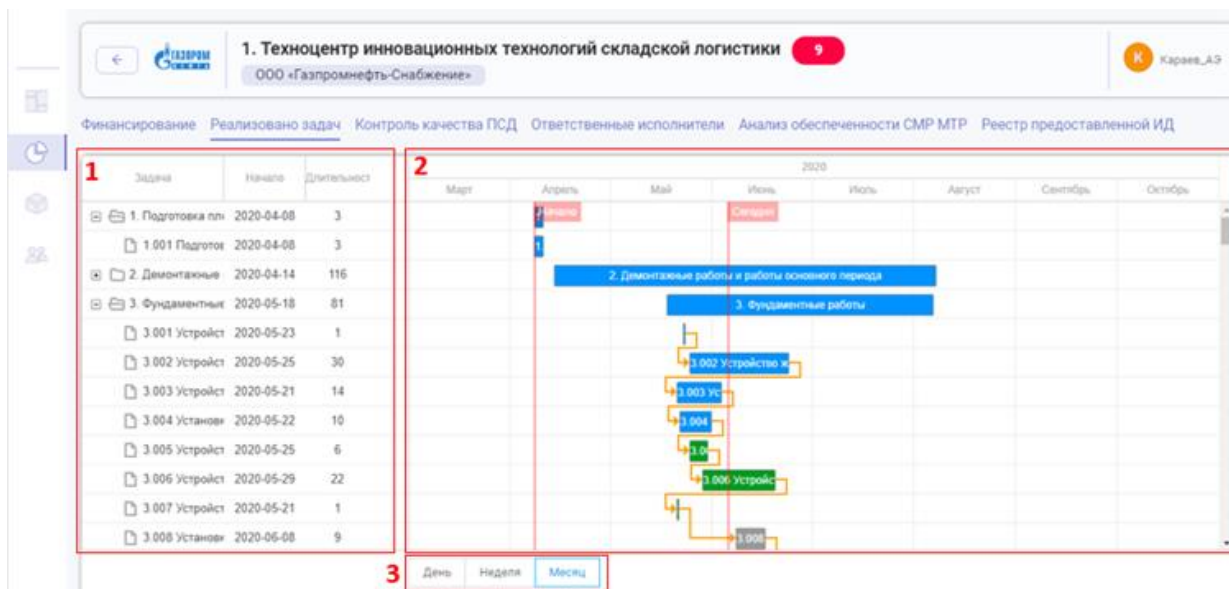 ГАЗПРОМ НЕФТЬ
1. Техноцентр инновационных технологий складской логистики 9
ООО «Газпромнефть-Снабжение»
К Караев_АЭ
Финансирование Реализовано задач Контроль качества ПСД Ответственные исполнители Анализ обеспеченности СМР МТР Реестр предоставленной ИД
1 Задача Начало Длительност
2 2020
Март Апрель Май Июнь Июль Август Сентябрь Октябрь
1. Подготовка пл 2020-04-08 3 Начало Сегодня
1.001 Подготов 2020-04-08 3 1.
2. Демонтажные 2020-04-14 116 2. Демонтажные работы и работы основного периода
3. Фундаментные 2020-05-18 81 3. Фундаментные работы
3.001 Устройст 2020-05-23 1
3.002 Устройст 2020-05-25 30 3.002 Устройство ж
3.003 Устройст 2020-05-21 14 3.003 Ус
3.004 Установк 2020-05-22 10 3.004
3.005 Устройст 2020-05-25 6 3.0
3.006 Устройст 2020-05-29 22 3.006 Устройс
3.007 Устройст 2020-05-21 1
3.008 Установк 2020-06-08 9 3.008
3 День Неделя Месяц